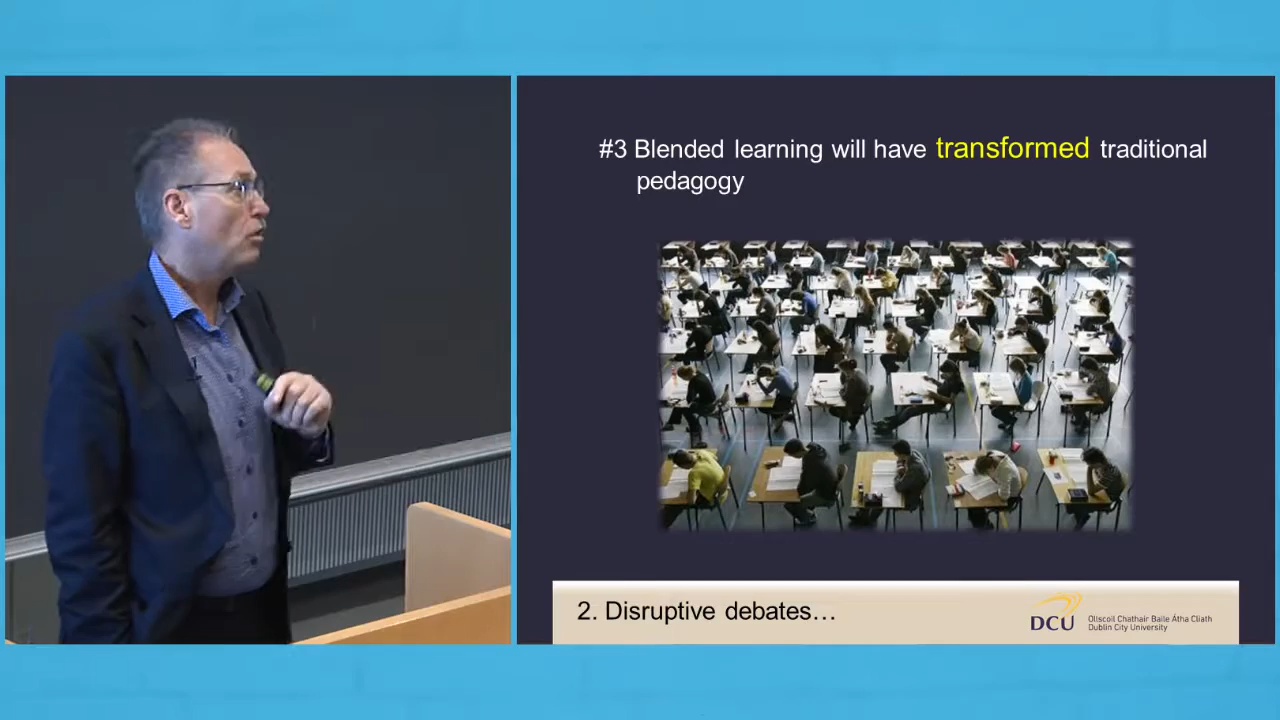 #3 Blended learning will have transformed traditional
pedagogy
2. Disruptive debates…
DCU
Ollscoil Chathair Baile Átha Cliath
Dublin City University